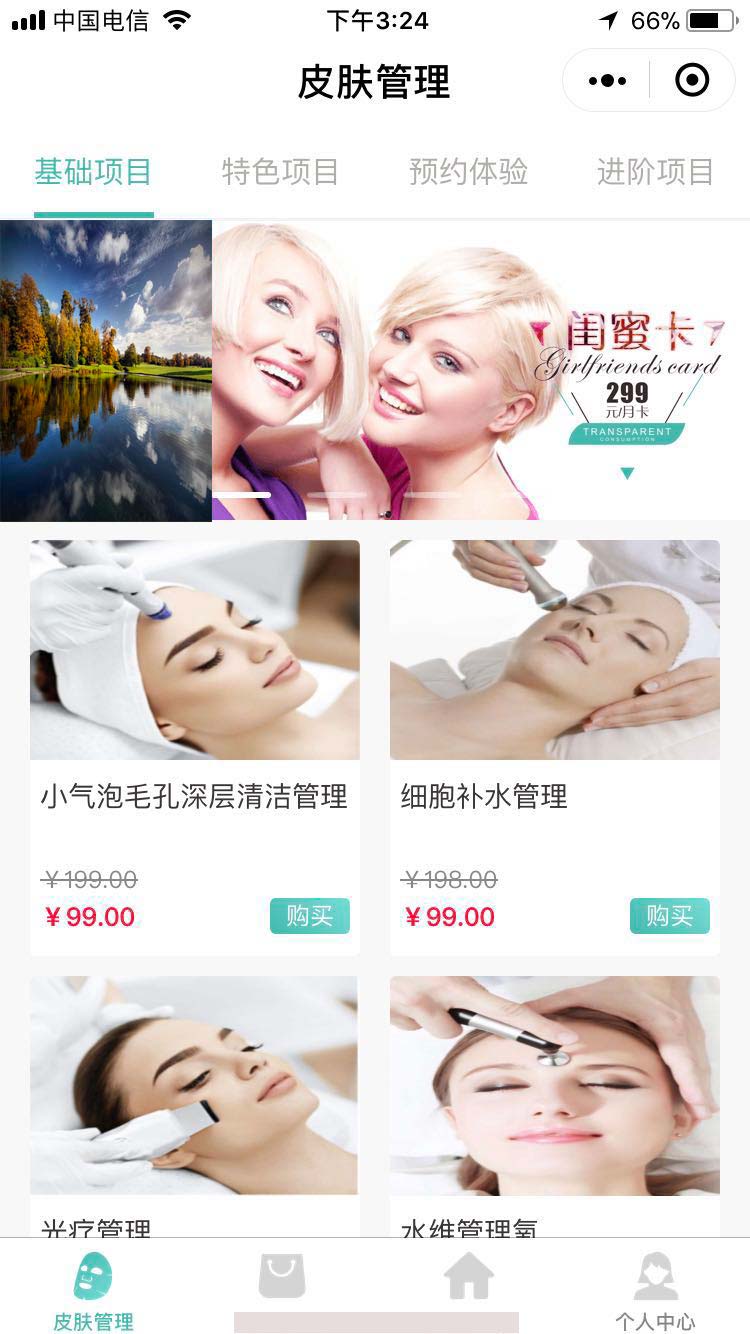 中国电信 下午3:24 66%
皮肤管理
基础项目 特色项目 预约体验 进阶项目
闺蜜卡
Girlfriends card
299
元/月卡
TRANSPARENT
CONSUMPTION
小气泡毛孔深层清洁管理 细胞补水管理
￥199.00 ￥198.00
￥99.00 购买 ￥99.00 购买
光疗管理 水维管理氧
皮肤管理 个人中心